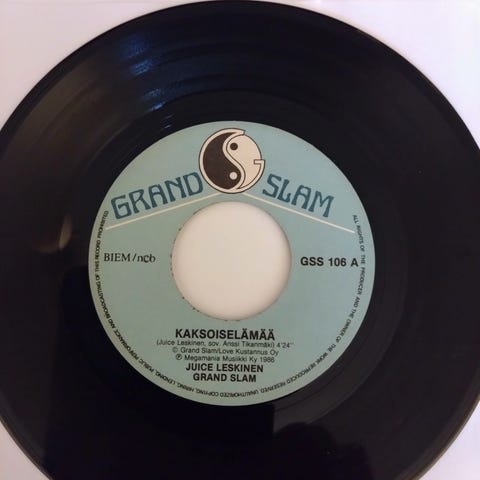 GRAND SLAM
BIEM/ncb
GSS 106 A
KAKSOISELÄMÄÄ
(Juice Leskinen, sov. Anssi Tikanmäki) 4'24"
© Grand Slam/Love Kustannus Oy
℗ Megamania Musiikki Ky 1986
JUICE LESKINEN
GRAND SLAM
ALL RIGHTS OF THE PRODUCER AND THE OWNER OF THE WORK REPRODUCED RESERVED. UNAUTHORIZED COPYING, HIRING, LENDING, PUBLIC PERFORMANCE AND BROADCASTING OF THIS RECORD PROHIBITED